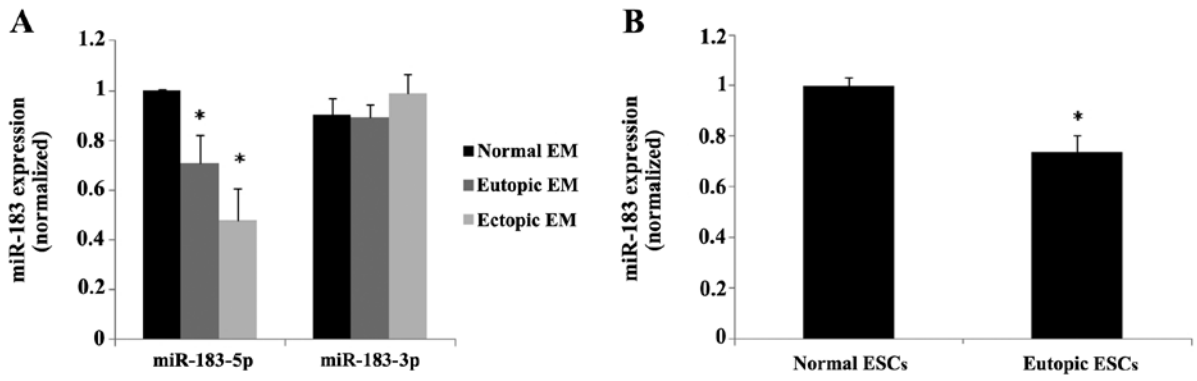 A
miR-183 expression
(normalized)
1.2
1
0.8
0.6
0.4
0.2
0
*
*
miR-183-5p
miR-183-3p
Normal EM
Eutopic EM
Ectopic EM
B
miR-183 expression
(normalized)
1.2
1
0.8
0.6
0.4
0.2
0
*
Normal ESCs
Eutopic ESCs